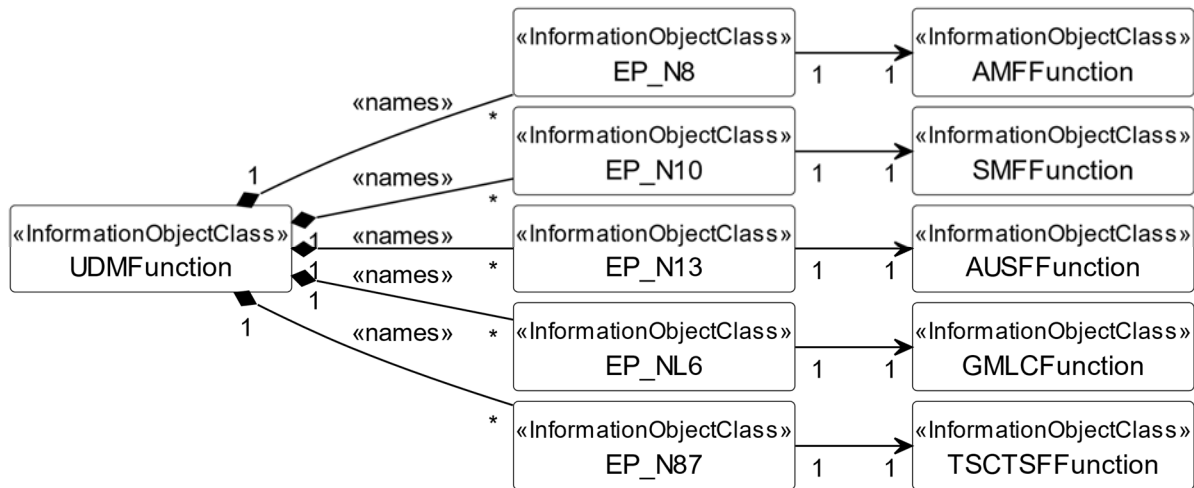 «InformationObjectClass»
EP_N8
1
1
«InformationObjectClass»
AMFFunction
«names»
*
«InformationObjectClass»
EP_N10
1
1
«InformationObjectClass»
SMFFunction
1
«names»
*
«InformationObjectClass»
UDMFunction
1
«names»
*
«InformationObjectClass»
EP_N13
1
1
«InformationObjectClass»
AUSFFunction
1
«names»
*
«InformationObjectClass»
EP_NL6
1
1
«InformationObjectClass»
GMLCFunction
1
1
«names»
*
«InformationObjectClass»
EP_N87
1
1
«InformationObjectClass»
TSCTSFFunction